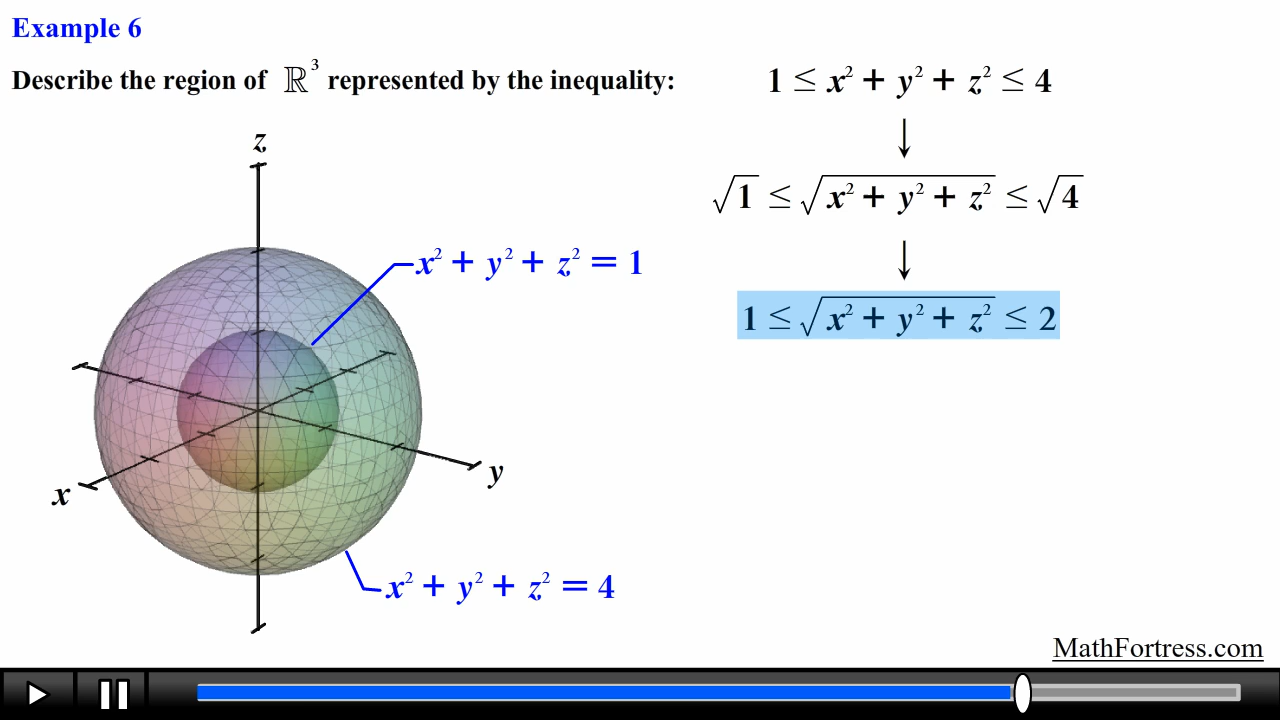 Example 6
Describe the region of ℝ³ represented by the inequality:
1 ≤ x² + y² + z² ≤ 4
√1 ≤ √(x² + y² + z²) ≤ √4
1 ≤ √(x² + y² + z²) ≤ 2
z
x² + y² + z² = 1
x
y
x² + y² + z² = 4
MathFortress.com